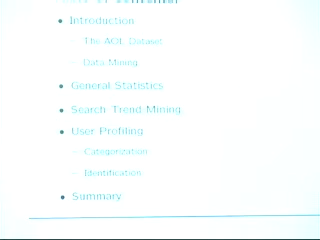 • Introduction
– The AOL Dataset
– Data Mining
• General Statistics
• Search Trend Mining
• User Profiling
– Categorization
– Identification
• Summary